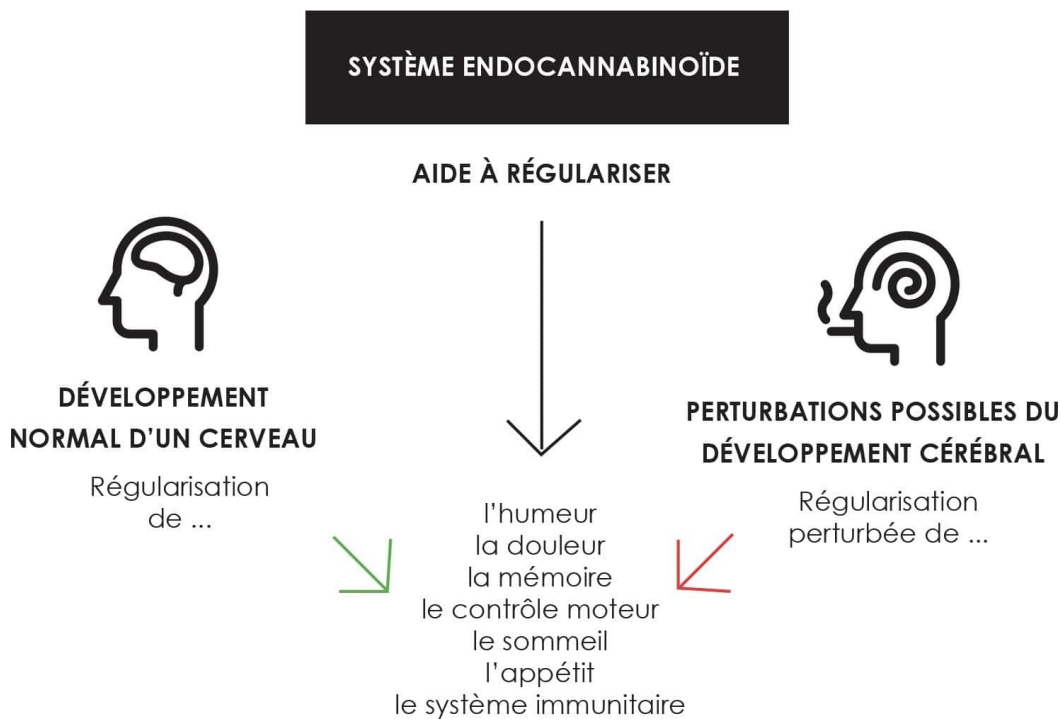 SYSTÈME ENDOCANNABINOÏDE
AIDE À RÉGULARISER
DÉVELOPPEMENT
NORMAL D'UN CERVEAU
Régularisation
de ...
PERTURBATIONS POSSIBLES DU
DÉVELOPPEMENT CÉRÉBRAL
Régularisation
perturbée de ...
l'humeur
la douleur
la mémoire
le contrôle moteur
le sommeil
l'appétit
le système immunitaire